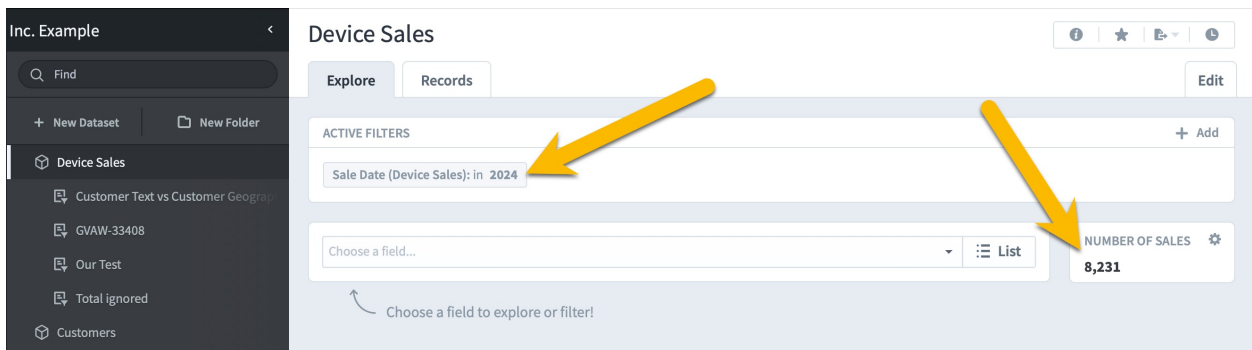 Inc. Example
Find
New Dataset
New Folder
Device Sales
Customer Text vs Customer Geograp
GVAW-33408
Our Test
Total ignored
Customers
Device Sales
Explore
Records
Edit
ACTIVE FILTERS
+ Add
Sale Date (Device Sales): in 2024
Choose a field...
List
NUMBER OF SALES
8,231
Choose a field to explore or filter!